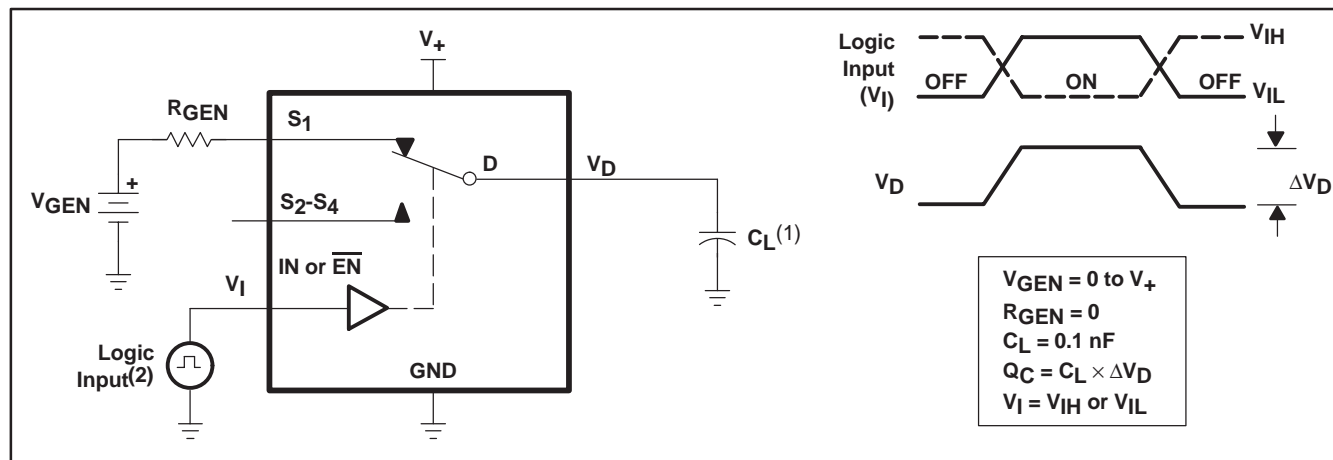 V+
RGEN
S1
D
VD
VGEN
+
S2-S4
CL(1)
IN or E̅N̅
VI
Logic
Input(2)
GND
Logic
Input
(VI)
VIH
OFF
ON
OFF
VIL
VD
ΔVD
VGEN = 0 to V+
RGEN = 0
CL = 0.1 nF
QC = CL × ΔVD
VI = VIH or VIL